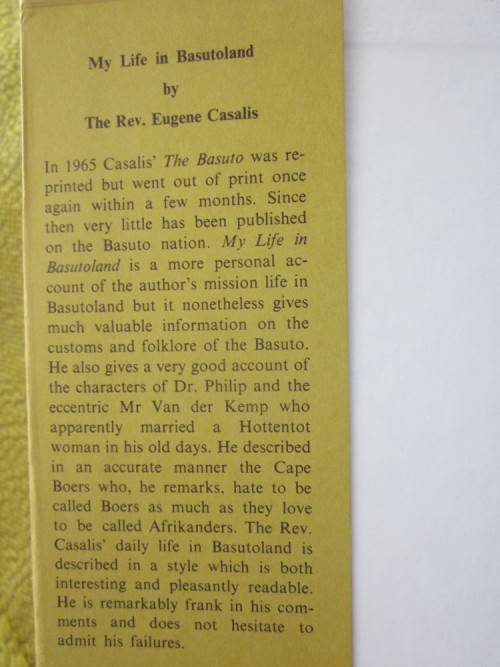 My Life in Basutoland
by
The Rev. Eugene Casalis
In 1965 Casalis' The Basuto was re-
printed but went out of print once
again within a few months. Since
then very little has been published
on the Basuto nation. My Life in
Basutoland is a more personal ac-
count of the author's mission life in
Basutoland but it nonetheless gives
much valuable information on the
customs and folklore of the Basuto.
He also gives a very good account of
the characters of Dr. Philip and the
eccentric Mr Van der Kemp who
apparently married a Hottentot
woman in his old days. He described
in an accurate manner the Cape
Boers who, he remarks, hate to be
called Boers as much as they love
to be called Afrikanders. The Rev.
Casalis' daily life in Basutoland is
described in a style which is both
interesting and pleasantly readable.
He is remarkably frank in his com-
ments and does not hesitate to
admit his failures.